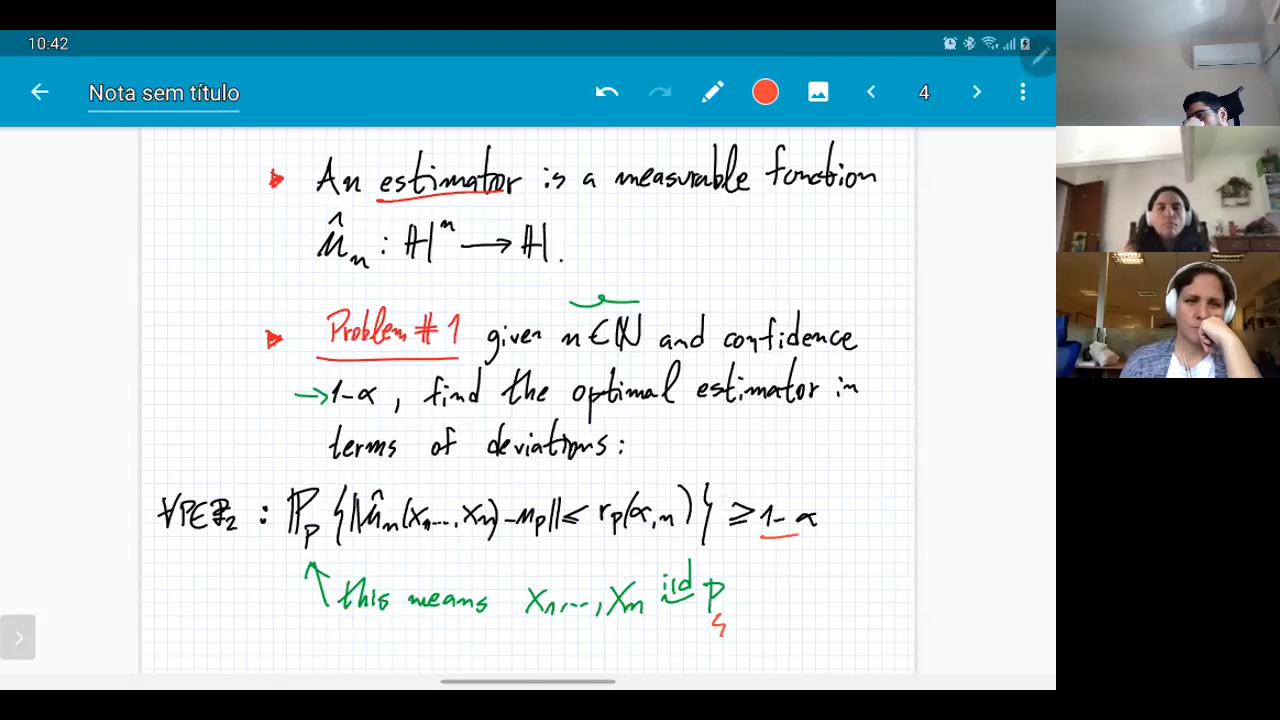 10:42
Nota sem título
4
▸ An estimator is a measurable function
μ̂ₙ : ℍⁿ → ℍ.
▸ Problem # 1 given n ∈ ℕ and confidence
→ 1-α, find the optimal estimator in
terms of deviations:
∀P∈𝒫₂ : ℙ_P {‖μ̂ₙ(X₁,...,Xₙ) - μ_P‖ ≤ r_P(α,n)} ≥ 1-α
↑ this means X₁,...,Xₙ iid P